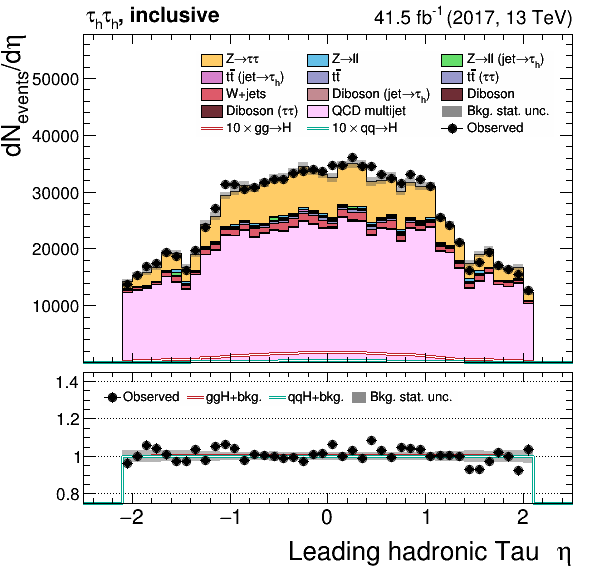 τhτh, inclusive 41.5 fb⁻¹ (2017, 13 TeV)
dNevents/dη
Z→ττ Z→ll Z→ll (jet→τh)
tt̄ (jet→τh) tt̄ tt̄ (ττ)
W+jets Diboson (jet→τh) Diboson
Diboson (ττ) QCD multijet Bkg. stat. unc.
10 × gg→H 10 × qq→H Observed
50000
40000
30000
20000
10000
1.4
Observed ggH+bkg. qqH+bkg. Bkg. stat. unc.
1.2
1
0.8
−2 −1 0 1 2
Leading hadronic Tau η